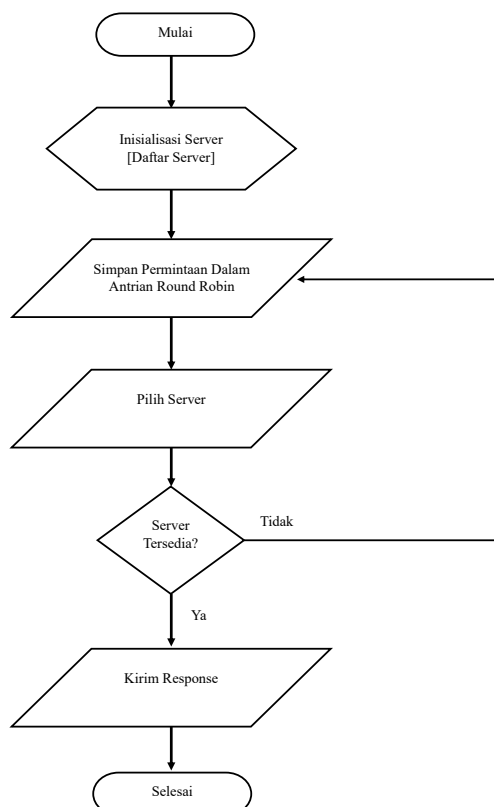 Mulai
Inisialisasi Server
[Daftar Server]
Simpan Permintaan Dalam
Antrian Round Robin
Pilih Server
Server
Tersedia?
Tidak
Ya
Kirim Response
Selesai